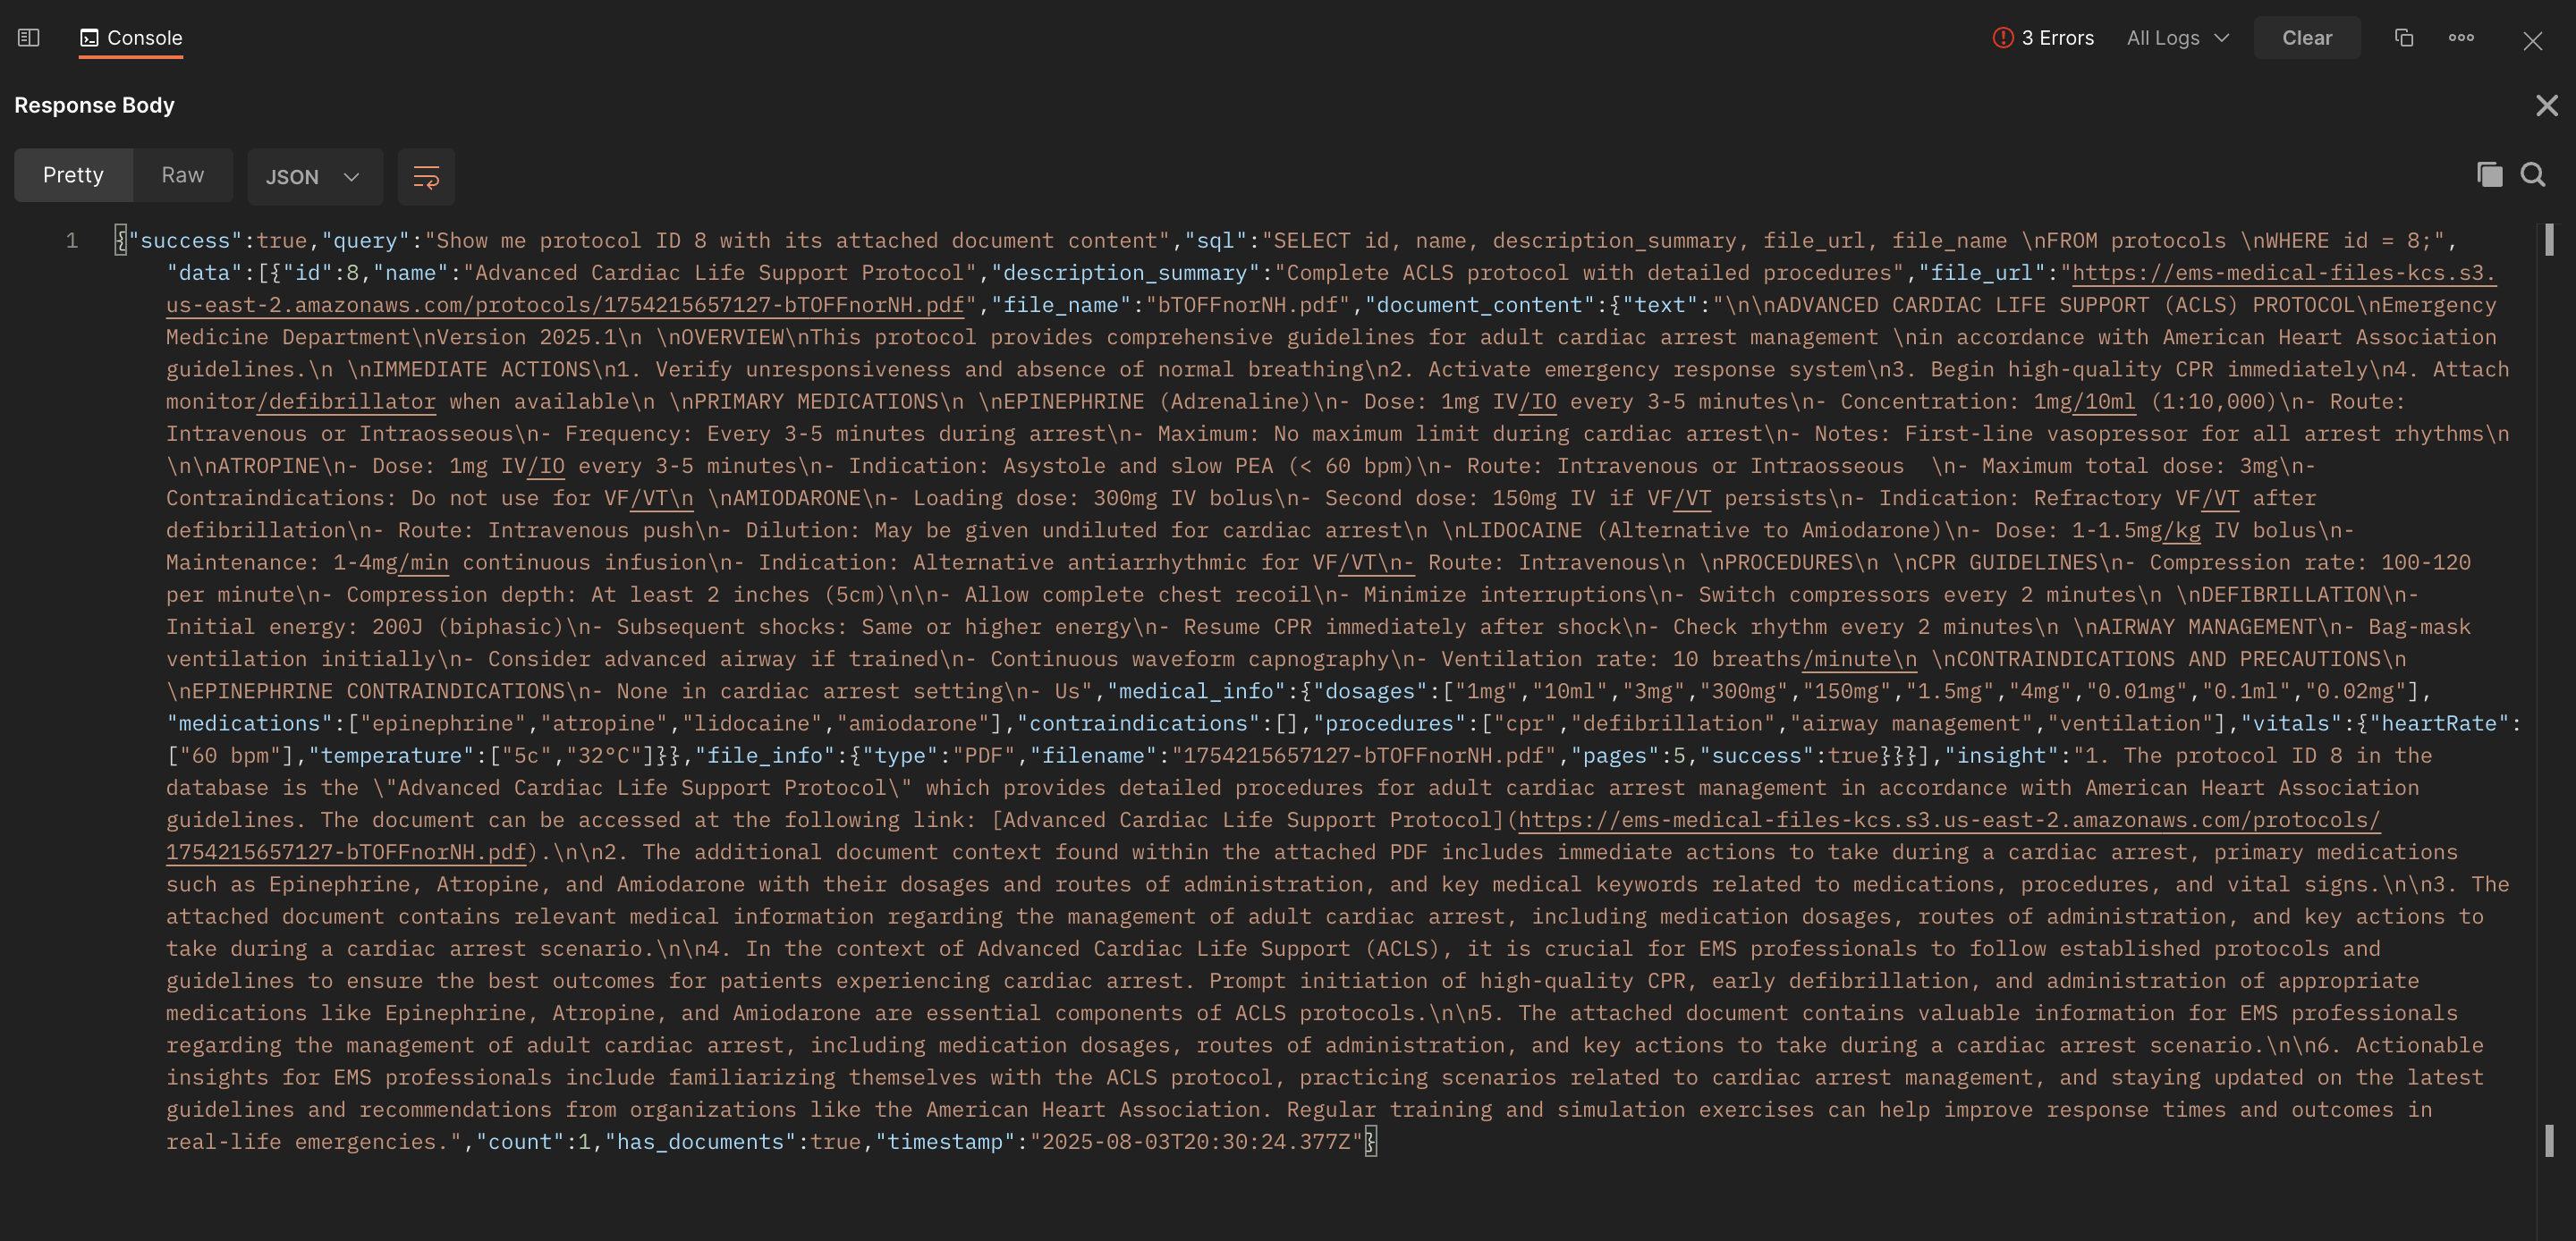 Console
3 Errors
All Logs
Clear
Response Body
Pretty
Raw
JSON
1
{"success":true,"query":"Show me protocol ID 8 with its attached document content","sql":"SELECT id, name, description_summary, file_url, file_name \nFROM protocols \nWHERE id = 8;",
"data":[{"id":8,"name":"Advanced Cardiac Life Support Protocol","description_summary":"Complete ACLS protocol with detailed procedures","file_url":"https://ems-medical-files-kcs.s3.
us-east-2.amazonaws.com/protocols/1754215657127-bTOFFnorNH.pdf","file_name":"bTOFFnorNH.pdf","document_content":{"text":"\n\nADVANCED CARDIAC LIFE SUPPORT (ACLS) PROTOCOL\nEmergency
Medicine Department\nVersion 2025.1\n \nOVERVIEW\nThis protocol provides comprehensive guidelines for adult cardiac arrest management \nin accordance with American Heart Association
guidelines.\n \nIMMEDIATE ACTIONS\n1. Verify unresponsiveness and absence of normal breathing\n2. Activate emergency response system\n3. Begin high-quality CPR immediately\n4. Attach
monitor/defibrillator when available\n \nPRIMARY MEDICATIONS\n \nEPINEPHRINE (Adrenaline)\n- Dose: 1mg IV/IO every 3-5 minutes\n- Concentration: 1mg/10ml (1:10,000)\n- Route:
Intravenous or Intraosseous\n- Frequency: Every 3-5 minutes during arrest\n- Maximum: No maximum limit during cardiac arrest\n- Notes: First-line vasopressor for all arrest rhythms\n
\n\nATROPINE\n- Dose: 1mg IV/IO every 3-5 minutes\n- Indication: Asystole and slow PEA (< 60 bpm)\n- Route: Intravenous or Intraosseous  \n- Maximum total dose: 3mg\n-
Contraindications: Do not use for VF/VT\n \nAMIODARONE\n- Loading dose: 300mg IV bolus\n- Second dose: 150mg IV if VF/VT persists\n- Indication: Refractory VF/VT after
defibrillation\n- Route: Intravenous push\n- Dilution: May be given undiluted for cardiac arrest\n \nLIDOCAINE (Alternative to Amiodarone)\n- Dose: 1-1.5mg/kg IV bolus\n-
Maintenance: 1-4mg/min continuous infusion\n- Indication: Alternative antiarrhythmic for VF/VT\n- Route: Intravenous\n \nPROCEDURES\n \nCPR GUIDELINES\n- Compression rate: 100-120
per minute\n- Compression depth: At least 2 inches (5cm)\n\n- Allow complete chest recoil\n- Minimize interruptions\n- Switch compressors every 2 minutes\n \nDEFIBRILLATION\n-
Initial energy: 200J (biphasic)\n- Subsequent shocks: Same or higher energy\n- Resume CPR immediately after shock\n- Check rhythm every 2 minutes\n \nAIRWAY MANAGEMENT\n- Bag-mask
ventilation initially\n- Consider advanced airway if trained\n- Continuous waveform capnography\n- Ventilation rate: 10 breaths/minute\n \nCONTRAINDICATIONS AND PRECAUTIONS\n
\nEPINEPHRINE CONTRAINDICATIONS\n- None in cardiac arrest setting\n- Us","medical_info":{"dosages":["1mg","10ml","3mg","300mg","150mg","1.5mg","4mg","0.01mg","0.1ml","0.02mg"],
"medications":["epinephrine","atropine","lidocaine","amiodarone"],"contraindications":[],"procedures":["cpr","defibrillation","airway management","ventilation"],"vitals":{"heartRate":
["60 bpm"],"temperature":["5c","32°C"]}},"file_info":{"type":"PDF","filename":"1754215657127-bTOFFnorNH.pdf","pages":5,"success":true}}}],"insight":"1. The protocol ID 8 in the
database is the \"Advanced Cardiac Life Support Protocol\" which provides detailed procedures for adult cardiac arrest management in accordance with American Heart Association
guidelines. The document can be accessed at the following link: [Advanced Cardiac Life Support Protocol](https://ems-medical-files-kcs.s3.us-east-2.amazonaws.com/protocols/
1754215657127-bTOFFnorNH.pdf).\n\n2. The additional document context found within the attached PDF includes immediate actions to take during a cardiac arrest, primary medications
such as Epinephrine, Atropine, and Amiodarone with their dosages and routes of administration, and key medical keywords related to medications, procedures, and vital signs.\n\n3. The
attached document contains relevant medical information regarding the management of adult cardiac arrest, including medication dosages, routes of administration, and key actions to
take during a cardiac arrest scenario.\n\n4. In the context of Advanced Cardiac Life Support (ACLS), it is crucial for EMS professionals to follow established protocols and
guidelines to ensure the best outcomes for patients experiencing cardiac arrest. Prompt initiation of high-quality CPR, early defibrillation, and administration of appropriate
medications like Epinephrine, Atropine, and Amiodarone are essential components of ACLS protocols.\n\n5. The attached document contains valuable information for EMS professionals
regarding the management of adult cardiac arrest, including medication dosages, routes of administration, and key actions to take during a cardiac arrest scenario.\n\n6. Actionable
insights for EMS professionals include familiarizing themselves with the ACLS protocol, practicing scenarios related to cardiac arrest management, and staying updated on the latest
guidelines and recommendations from organizations like the American Heart Association. Regular training and simulation exercises can help improve response times and outcomes in
real-life emergencies.","count":1,"has_documents":true,"timestamp":"2025-08-03T20:30:24.377Z"}